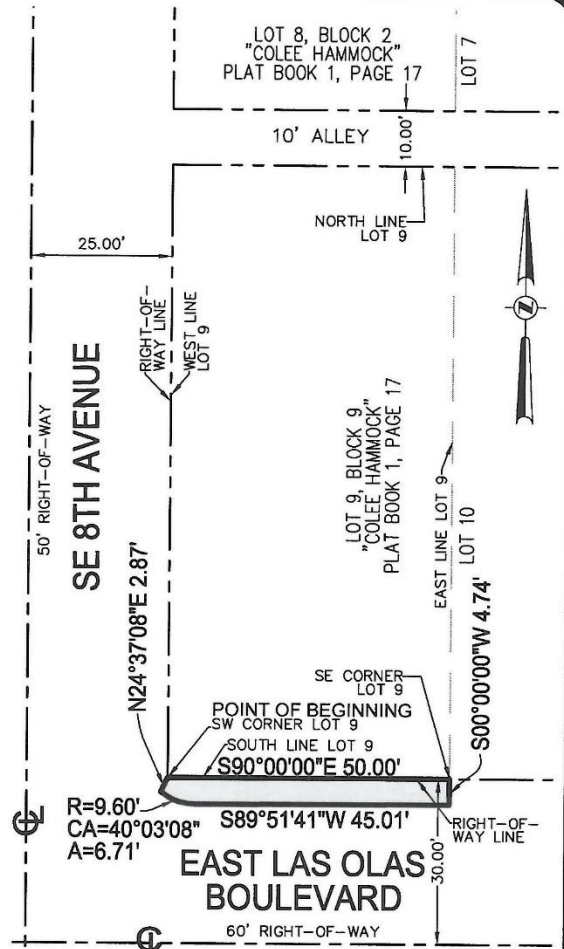 LOT 8, BLOCK 2
"COLEE HAMMOCK"
PLAT BOOK 1, PAGE 17
LOT 7
10' ALLEY
10.00'
NORTH LINE
LOT 9
25.00'
Z
RIGHT-OF-
WAY LINE
WEST LINE
LOT 9
SE 8TH AVENUE
50' RIGHT-OF-WAY
LOT 9, BLOCK 9
"COLEE HAMMOCK"
PLAT BOOK 1, PAGE 17
EAST LINE LOT 9
LOT 10
N24°37'08"E 2.87'
S00°00'00"W 4.74'
SE CORNER
LOT 9
POINT OF BEGINNING
SW CORNER LOT 9
SOUTH LINE LOT 9
S90°00'00"E 50.00'
R=9.60'
CA=40°03'08"
A=6.71'
S89°51'41"W 45.01'
RIGHT-OF-
WAY LINE
30.00'
EAST LAS OLAS
BOULEVARD
60' RIGHT-OF-WAY
CL
CL